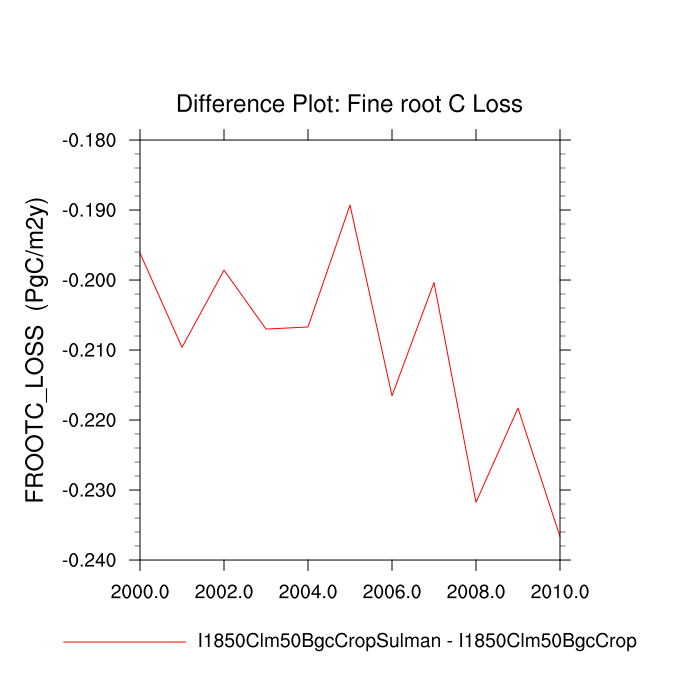 Difference Plot: Fine root C Loss
FROOTC_LOSS (PgC/m2y)
-0.180
-0.190
-0.200
-0.210
-0.220
-0.230
-0.240
2000.0 2002.0 2004.0 2006.0 2008.0 2010.0
I1850Clm50BgcCropSulman - I1850Clm50BgcCrop